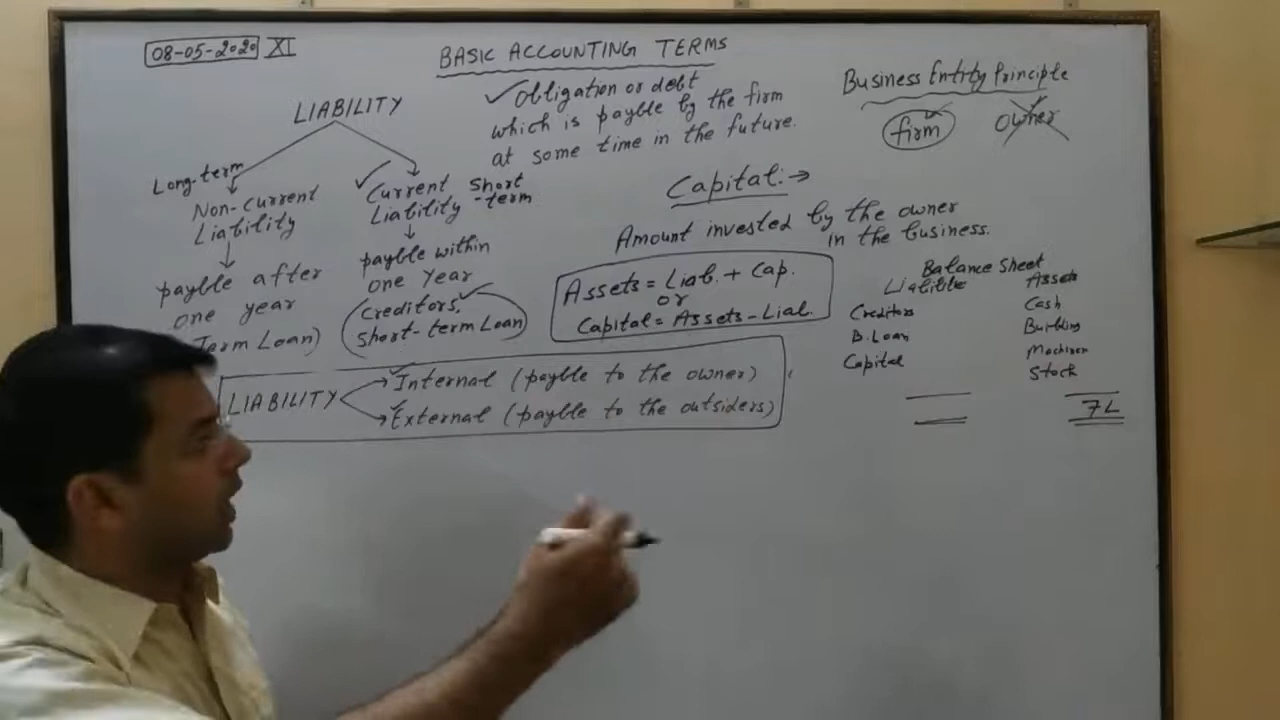 08-05-2020 XI
BASIC ACCOUNTING TERMS
LIABILITY
Long-term
Non-Current
Liability
payble after
one year
Term Loan)
Current
Liability
Short
-term
payble within
one Year
(Creditors,
Short-term Loan)
Obligation or debt
which is payble by the firm
at some time in the future.
Business Entity Principle
firm owner
Capital:→
Amount invested by the owner
in the business.
Assets = Liab. + Cap.
or
Capital = Assets - Liab.
LIABILITY
Internal (payble to the owner)
External (payble to the outsiders)
Balance Sheet
Assets
Creditors Cash
B.Loan Building
Capital
Stock
7L